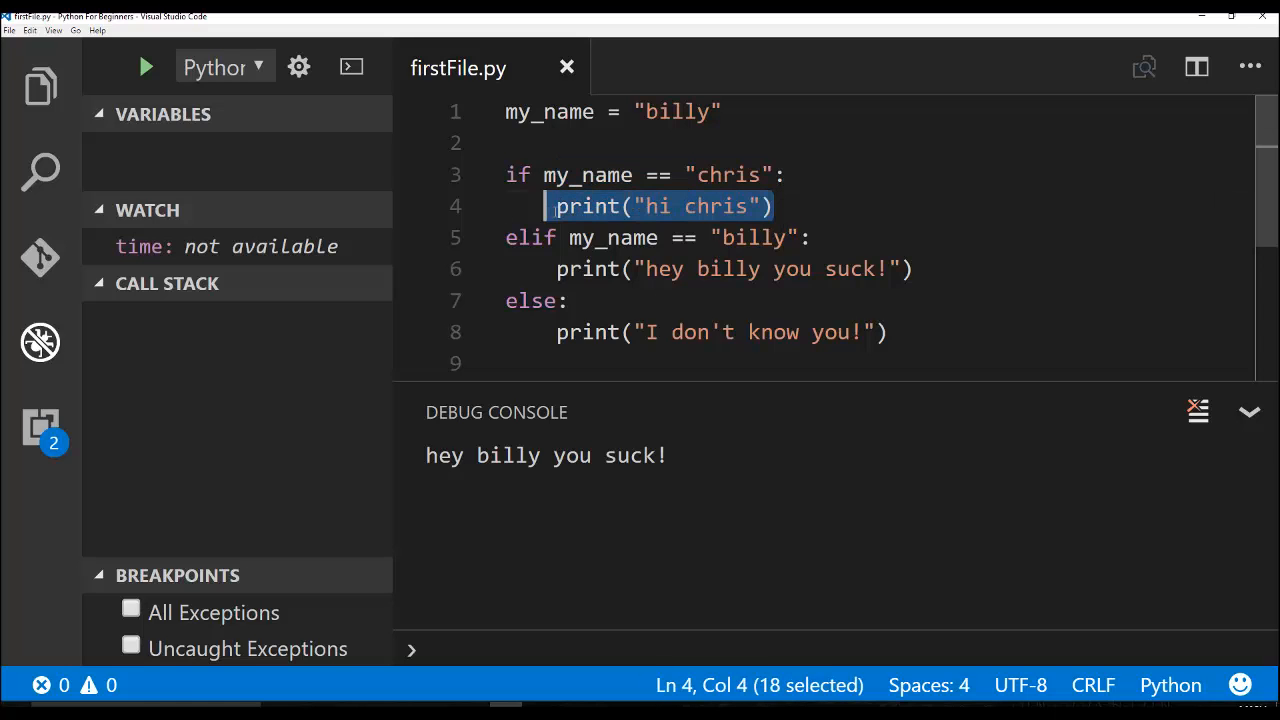 firstFile.py - Python For Beginners - Visual Studio Code
File Edit View Go Help
Python
firstFile.py
VARIABLES
WATCH
time: not available
CALL STACK
BREAKPOINTS
All Exceptions
Uncaught Exceptions
1 my_name = "billy"
2
3 if my_name == "chris":
4 print("hi chris")
5 elif my_name == "billy":
6 print("hey billy you suck!")
7 else:
8 print("I don't know you!")
9
DEBUG CONSOLE
hey billy you suck!
2
0 0
Ln 4, Col 4 (18 selected) Spaces: 4 UTF-8 CRLF Python